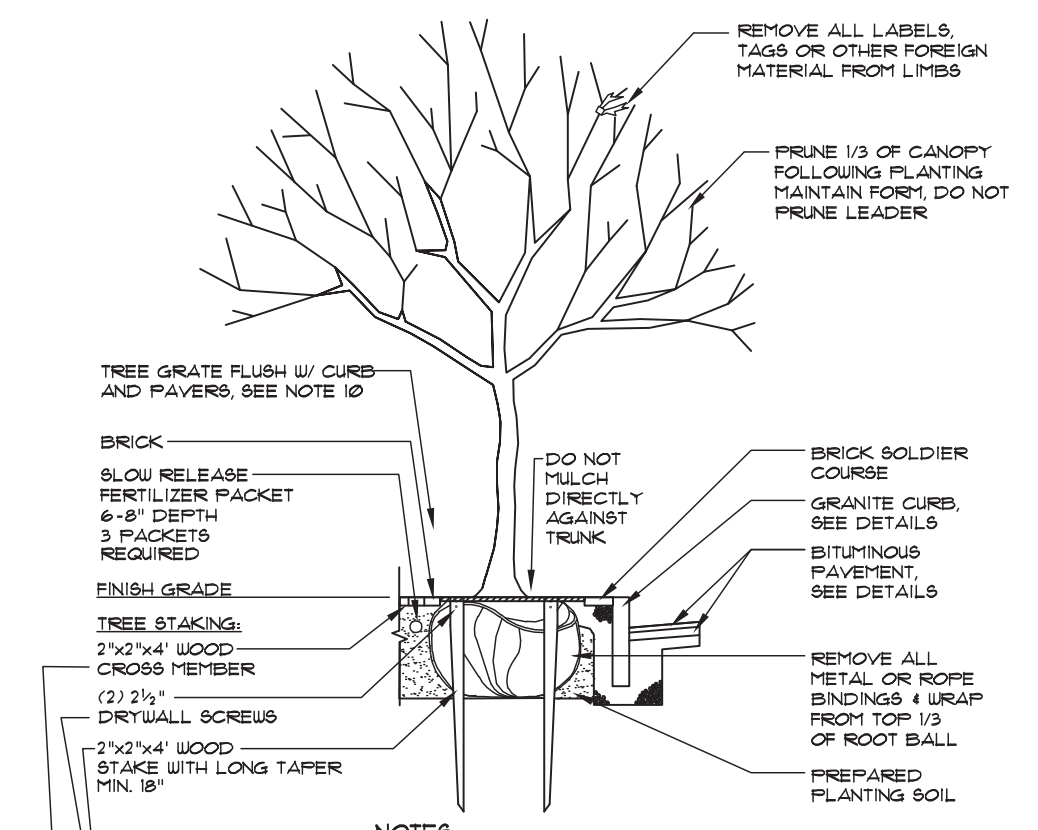 REMOVE ALL LABELS,
TAGS OR OTHER FOREIGN
MATERIAL FROM LIMBS
PRUNE 1/3 OF CANOPY
FOLLOWING PLANTING
MAINTAIN FORM, DO NOT
PRUNE LEADER
TREE GRATE FLUSH W/ CURB
AND PAVERS, SEE NOTE 10
BRICK
SLOW RELEASE
FERTILIZER PACKET
6-8" DEPTH
3 PACKETS
REQUIRED
FINISH GRADE
TREE STAKING:
2"x2"x4' WOOD
CROSS MEMBER
(2) 2½"
DRYWALL SCREWS
2"x2"x4' WOOD
STAKE WITH LONG TAPER
MIN. 18"
DO NOT
MULCH
DIRECTLY
AGAINST
TRUNK
BRICK SOLDIER
COURSE
GRANITE CURB,
SEE DETAILS
BITUMINOUS
PAVEMENT,
SEE DETAILS
REMOVE ALL
METAL OR ROPE
BINDINGS & WRAP
FROM TOP 1/3
OF ROOT BALL
PREPARED
PLANTING SOIL
NOTES